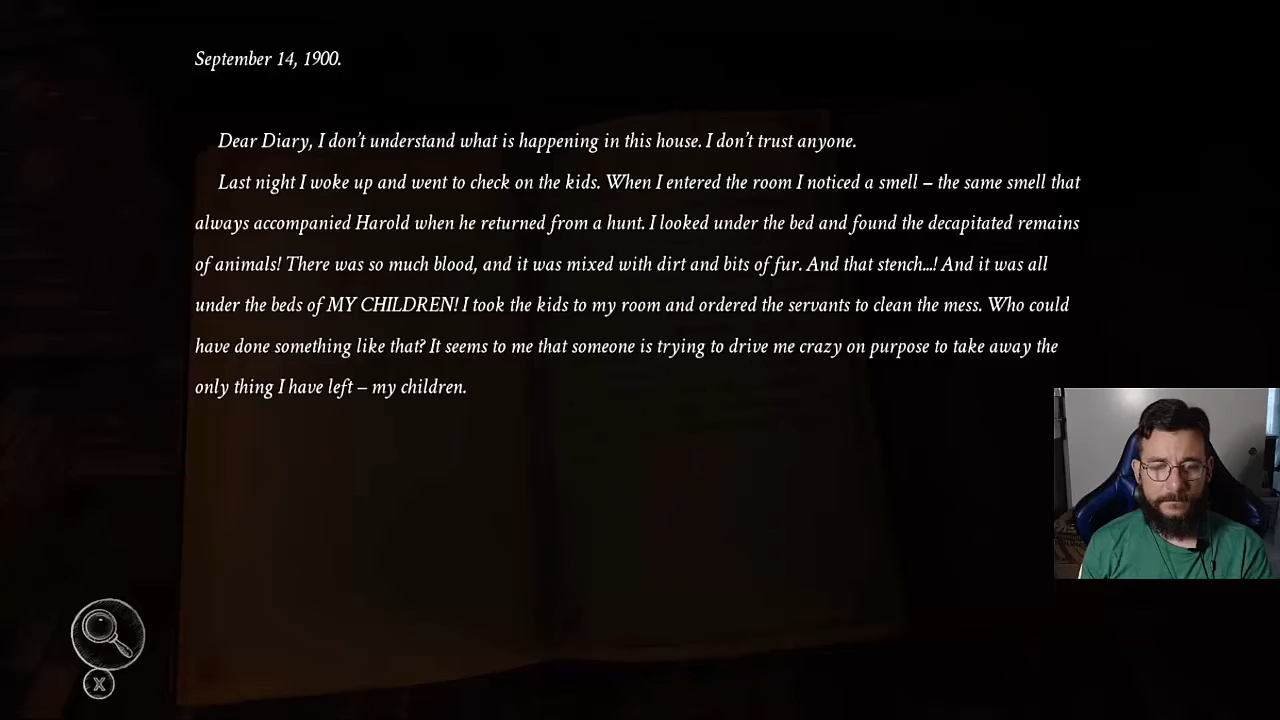 September 14, 1900.
Dear Diary, I don't understand what is happening in this house. I don't trust anyone.
Last night I woke up and went to check on the kids. When I entered the room I noticed a smell – the same smell that
always accompanied Harold when he returned from a hunt. I looked under the bed and found the decapitated remains
of animals! There was so much blood, and it was mixed with dirt and bits of fur. And that stench...! And it was all
under the beds of MY CHILDREN! I took the kids to my room and ordered the servants to clean the mess. Who could
have done something like that? It seems to me that someone is trying to drive me crazy on purpose to take away the
only thing I have left – my children.
X